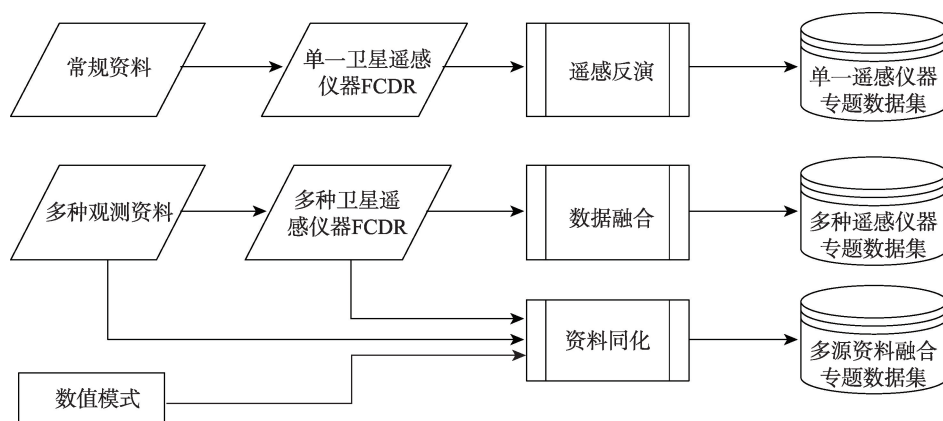 常规资料
单一卫星遥感
仪器FCDR
遥感反演
单一遥感仪器
专题数据集
多种观测资料
多种卫星遥
感仪器FCDR
数据融合
多种遥感仪器
专题数据集
资料同化
多源资料融合
专题数据集
数值模式